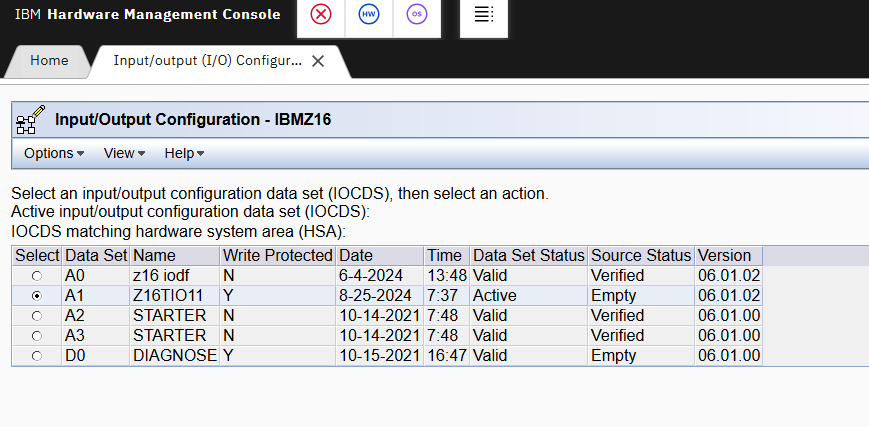 IBM Hardware Management Console
HW
OS
Home
Input/output (I/O) Configur...
Input/Output Configuration - IBMZ16
Options View Help
Select an input/output configuration data set (IOCDS), then select an action.
Active input/output configuration data set (IOCDS):
IOCDS matching hardware system area (HSA):
Select Data Set Name Write Protected Date Time Data Set Status Source Status Version
A0 z16 iodf N 6-4-2024 13:48 Valid Verified 06.01.02
A1 Z16TIO11 Y 8-25-2024 7:37 Active Empty 06.01.02
A2 STARTER N 10-14-2021 7:48 Valid Verified 06.01.00
A3 STARTER N 10-14-2021 7:48 Valid Verified 06.01.00
D0 DIAGNOSE Y 10-15-2021 16:47 Valid Empty 06.01.00